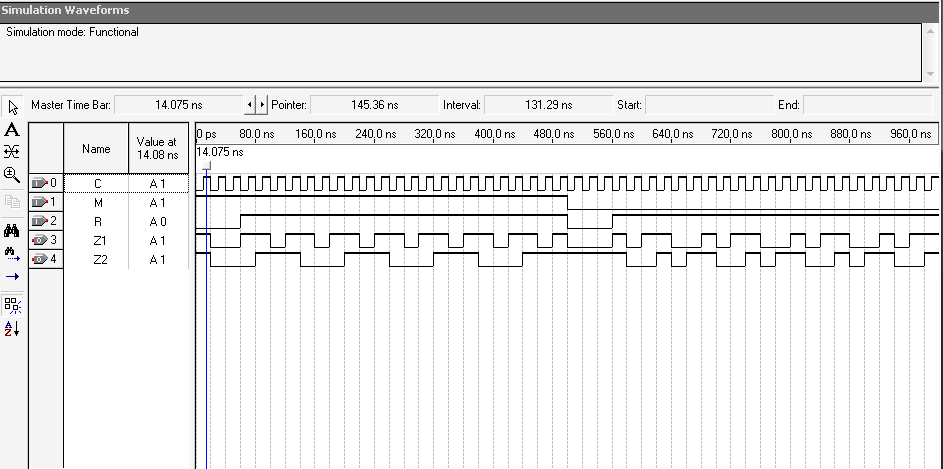 Simulation Waveforms
Simulation mode: Functional
Master Time Bar: 14.075 ns Pointer: 145.36 ns Interval: 131.29 ns Start: End:
Name Value at 14.08 ns 0 ps 80.0 ns 160.0 ns 240.0 ns 320.0 ns 400.0 ns 480.0 ns 560.0 ns 640.0 ns 720.0 ns 800.0 ns 880.0 ns 960.0 ns
14.075 ns
0 C A 1
1 M A 1
2 R A 0
3 Z1 A 1
4 Z2 A 1